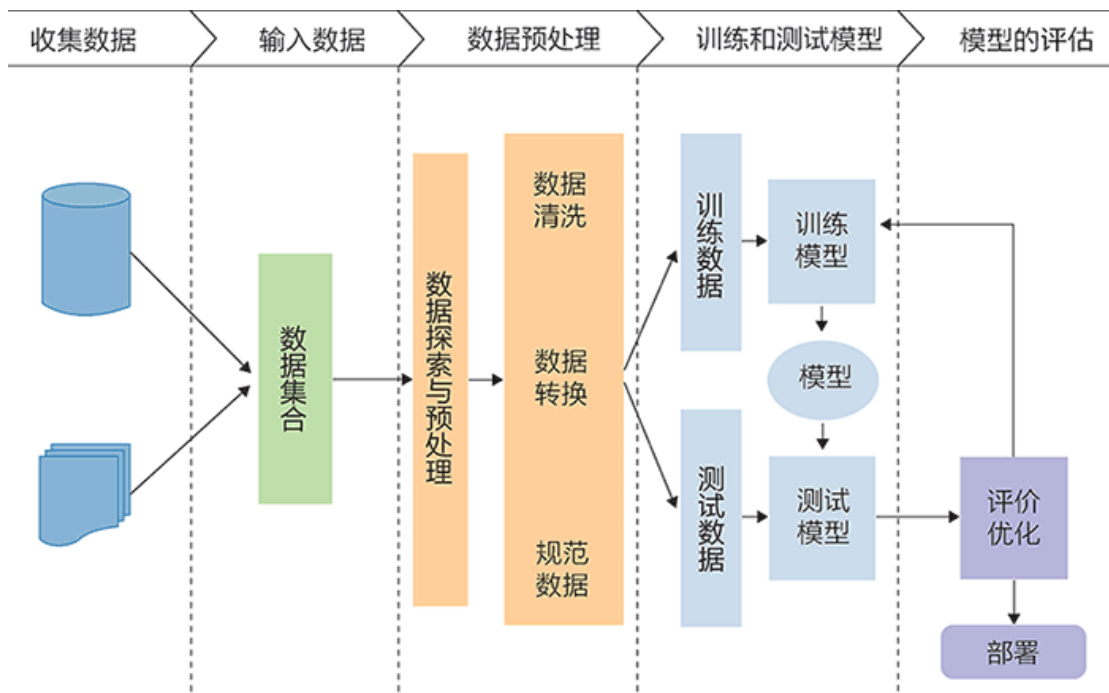 收集数据
输入数据
数据预处理
训练和测试模型
模型的评估
数据集合
数据探索与预处理
数据
清洗
数据
转换
规范
数据
训练数据
训练
模型
模型
测试数据
测试
模型
评价
优化
部署